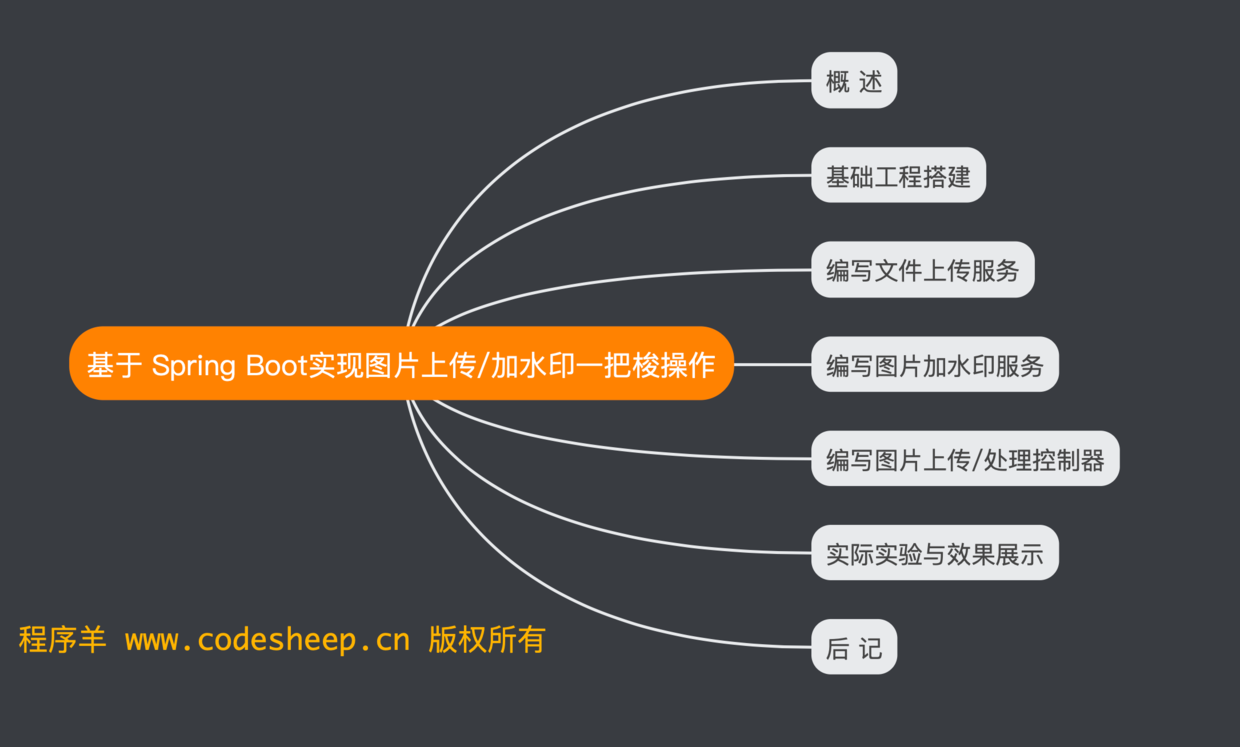 概 述
基础工程搭建
编写文件上传服务
基于 Spring Boot实现图片上传/加水印一把梭操作
编写图片加水印服务
编写图片上传/处理控制器
实际实验与效果展示
后 记
程序羊 www.codesheep.cn 版权所有